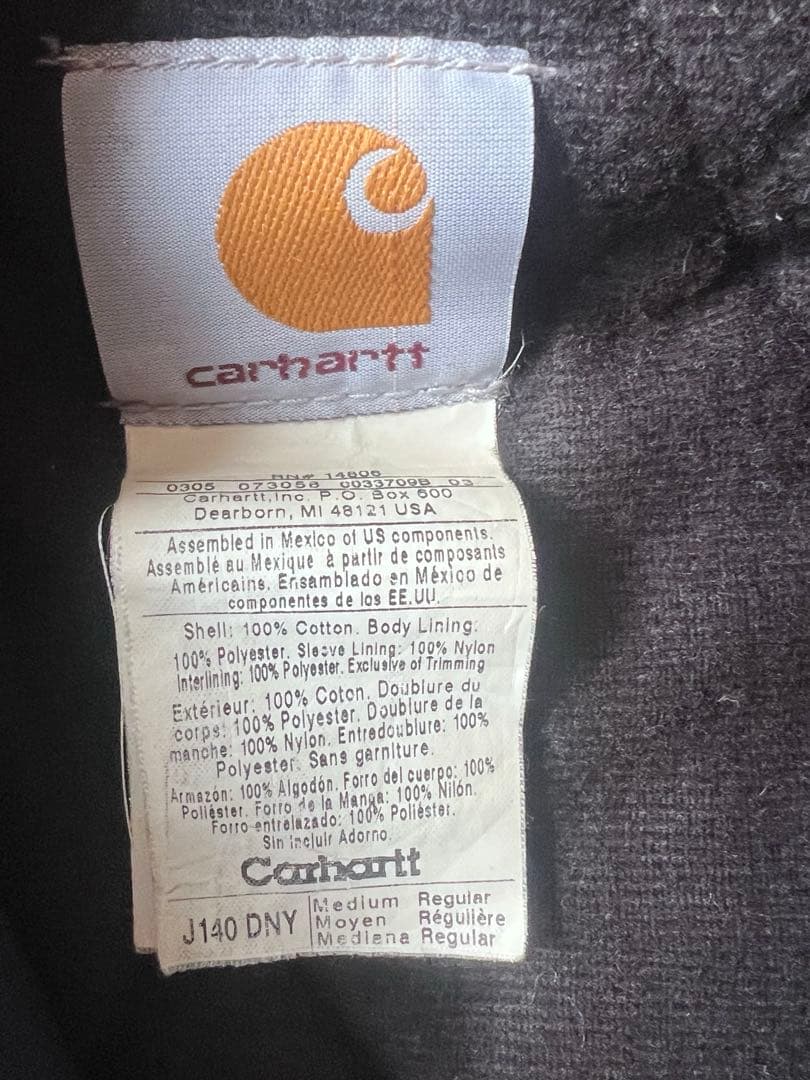 carhartt
RN# 14806
0305 073058 0033709B 03
Carhartt,Inc. P.O. Box 600
Dearborn, MI 48121 USA
Assembled in Mexico of US components.
Assemblé au Mexique à partir de composants
Américains. Ensamblado en México de
componentes de los EE.UU.
Shell: 100% Cotton. Body Lining:
100% Polyester. Sleeve Lining: 100% Nylon
Interlining: 100% Polyester. Exclusive of Trimming
Extérieur: 100% Coton. Doublure du
corps: 100% Polyester. Doublure de la
manche: 100% Nylon. Entredoublure: 100%
Polyester. Sans garniture.
Armazón: 100% Algodón. Forro del cuerpo: 100%
Poliéster. Forro de la Manga: 100% Nilón.
Forro entrelazado: 100% Poliéster.
Sin Incluir Adorno.
Carhartt
J140 DNY
Medium Regular
Moyen Régulière
Mediana Regular